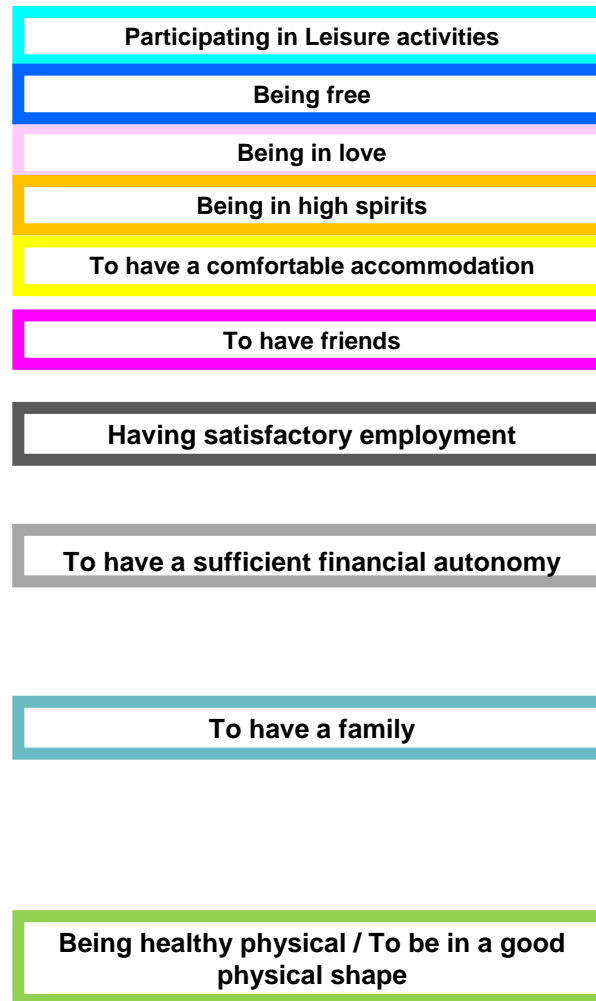 Participating in Leisure activities
Being free
Being in love
Being in high spirits
To have a comfortable accommodation
To have friends
Having satisfactory employment
To have a sufficient financial autonomy
To have a family
Being healthy physical / To be in a good
physical shape